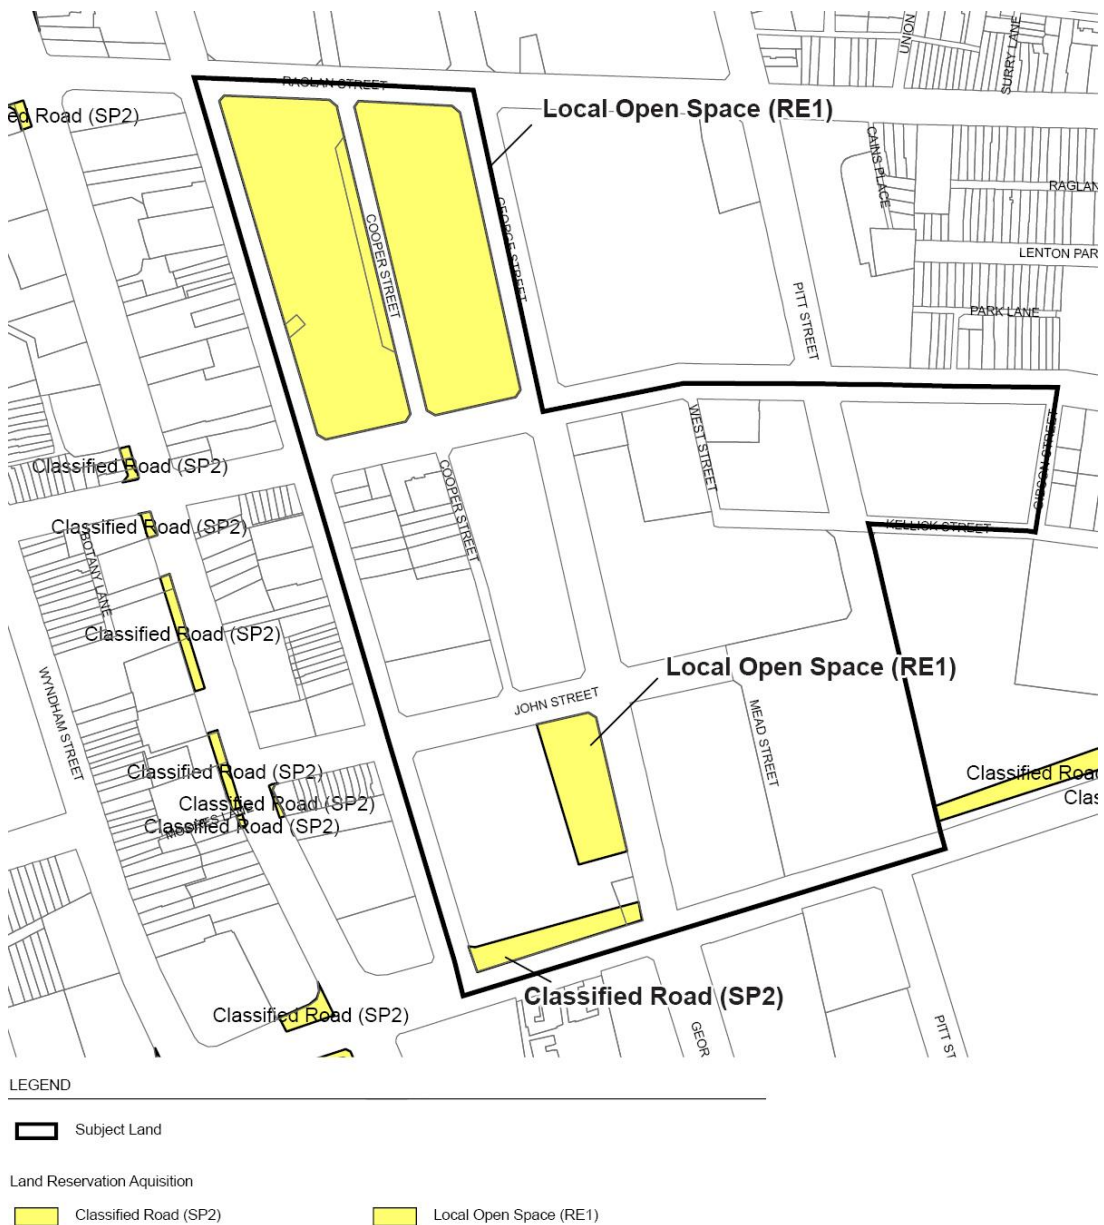 UNION
SURRY LANE
RAGLAN STREET
Local Open Space (RE1)
ed Road (SP2)
CAINS PLACE
RAGLAN
COOPER STREET
GEORGE STREET
LENTON PAR
PITT STREET
PARK LANE
WEST STREET
GIBSON STREET
Classified Road (SP2)
COOPER STREET
Classified Road (SP2)
KELLICK STREET
BOTANY LANE
Classified Road (SP2)
Local Open Space (RE1)
WYNDHAM STREET
JOHN STREET
MEAD STREET
Classified Road (SP2)
Classified Road
Classified Road (SP2)
Clas
Classified Road (SP2)
Classified Road (SP2)
Classified Road (SP2)
GEOR
PITT ST
LEGEND
Subject Land
Land Reservation Aquisition
Classified Road (SP2)
Local Open Space (RE1)